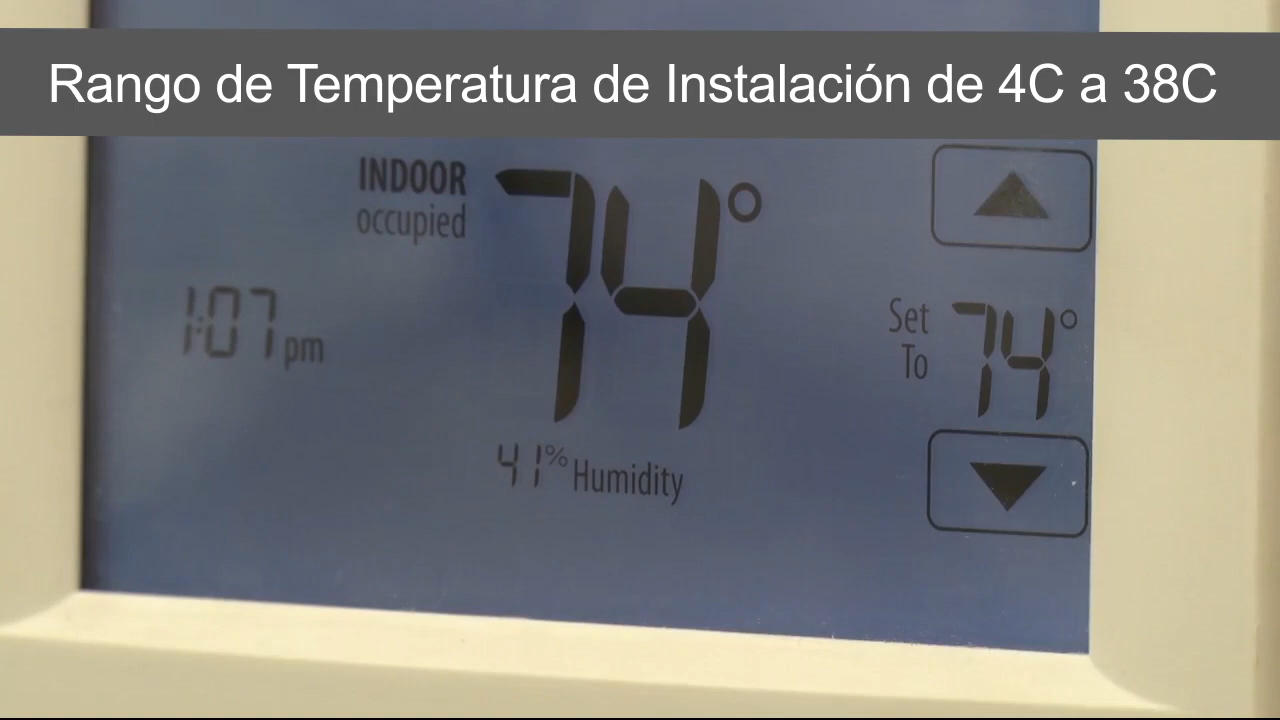 Rango de Temperatura de Instalación de 4C a 38C
INDOOR
occupied
74°
1:07 pm
Set
To
74°
41% Humidity